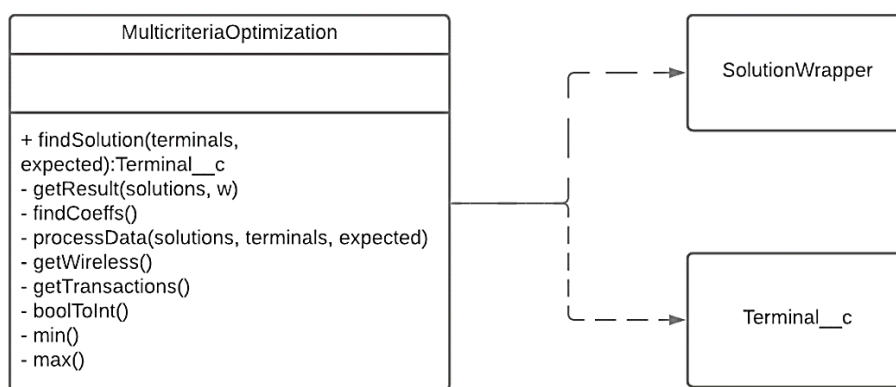 MulticriteriaOptimization
+ findSolution(terminals,
expected):Terminal__c
- getResult(solutions, w)
- findCoeffs()
- processData(solutions, terminals, expected)
- getWireless()
- getTransactions()
- boolToInt()
- min()
- max()
SolutionWrapper
Terminal__c